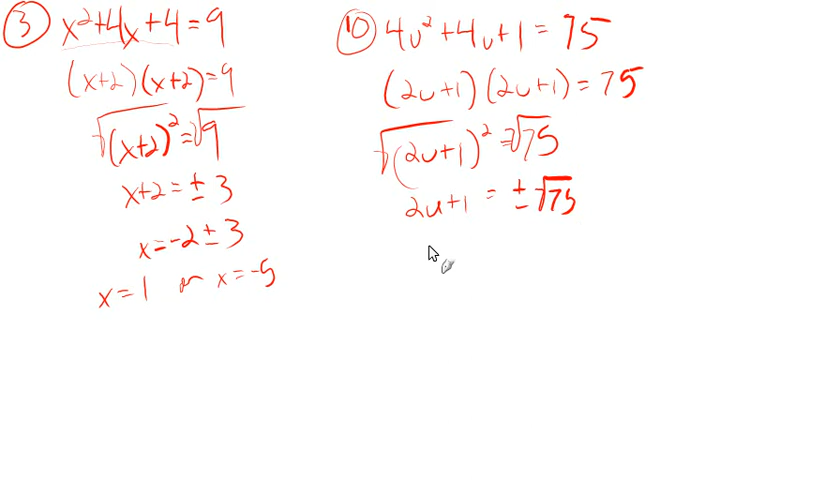 ③ x²+4x+4=9
(x+2)(x+2)=9
√(x+2)²=√9
x+2=±3
x=-2±3
x=1 or x=-5
⑩ 4u²+4u+1=75
(2u+1)(2u+1)=75
√(2u+1)²=√75
2u+1=±√75